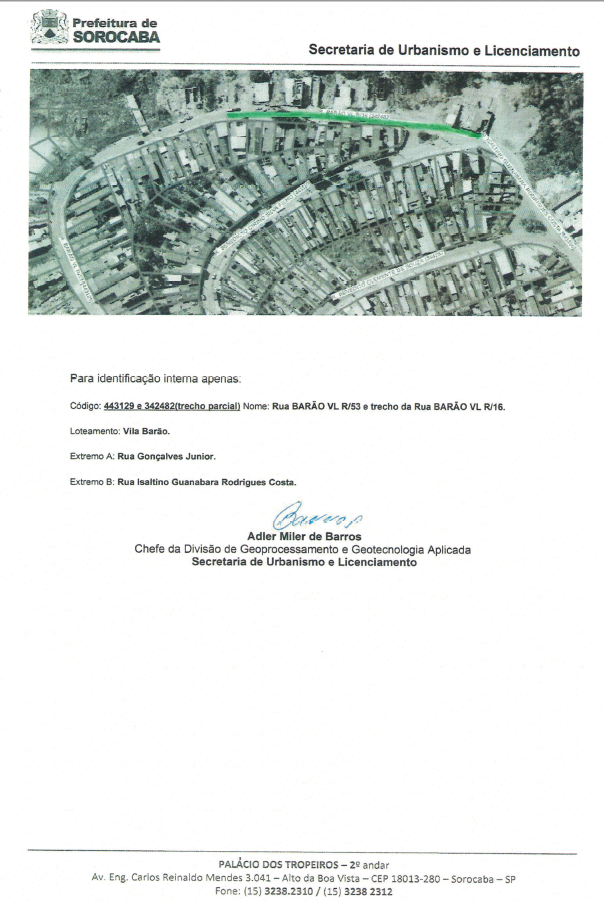 Prefeitura de
SOROCABA
Secretaria de Urbanismo e Licenciamento
Para identificação interna apenas:
Código: 443129 e 342482(trecho parcial) Nome: Rua BARÃO VL R/53 e trecho da Rua BARÃO VL R/16.
Loteamento: Vila Barão.
Extremo A: Rua Gonçalves Junior.
Extremo B: Rua Isaltino Guanabara Rodrigues Costa.
Adler Miler de Barros
Chefe da Divisão de Geoprocessamento e Geotecnologia Aplicada
Secretaria de Urbanismo e Licenciamento
PALÁCIO DOS TROPEIROS – 2º andar
Av. Eng. Carlos Reinaldo Mendes 3.041 – Alto da Boa Vista – CEP 18013-280 – Sorocaba – SP
Fone: (15) 3238.2310 / (15) 3238 2312